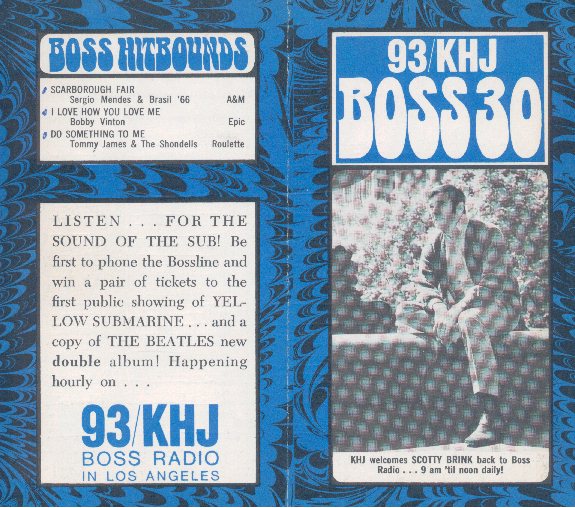 BOSS HITBOUNDS
SCARBOROUGH FAIR
Sergio Mendes & Brasil '66 A&M
I LOVE HOW YOU LOVE ME
Bobby Vinton Epic
DO SOMETHING TO ME
Tommy James & The Shondells Roulette
LISTEN . . . FOR THE
SOUND OF THE SUB! Be
first to phone the Bossline and
win a pair of tickets to the
first public showing of YEL-
LOW SUBMARINE . . . and a
copy of THE BEATLES new
double album! Happening
hourly on . . .
93/KHJ
BOSS RADIO
IN LOS ANGELES
93/KHJ
BOSS 30
KHJ welcomes SCOTTY BRINK back to Boss
Radio . . . 9 am 'til noon daily!